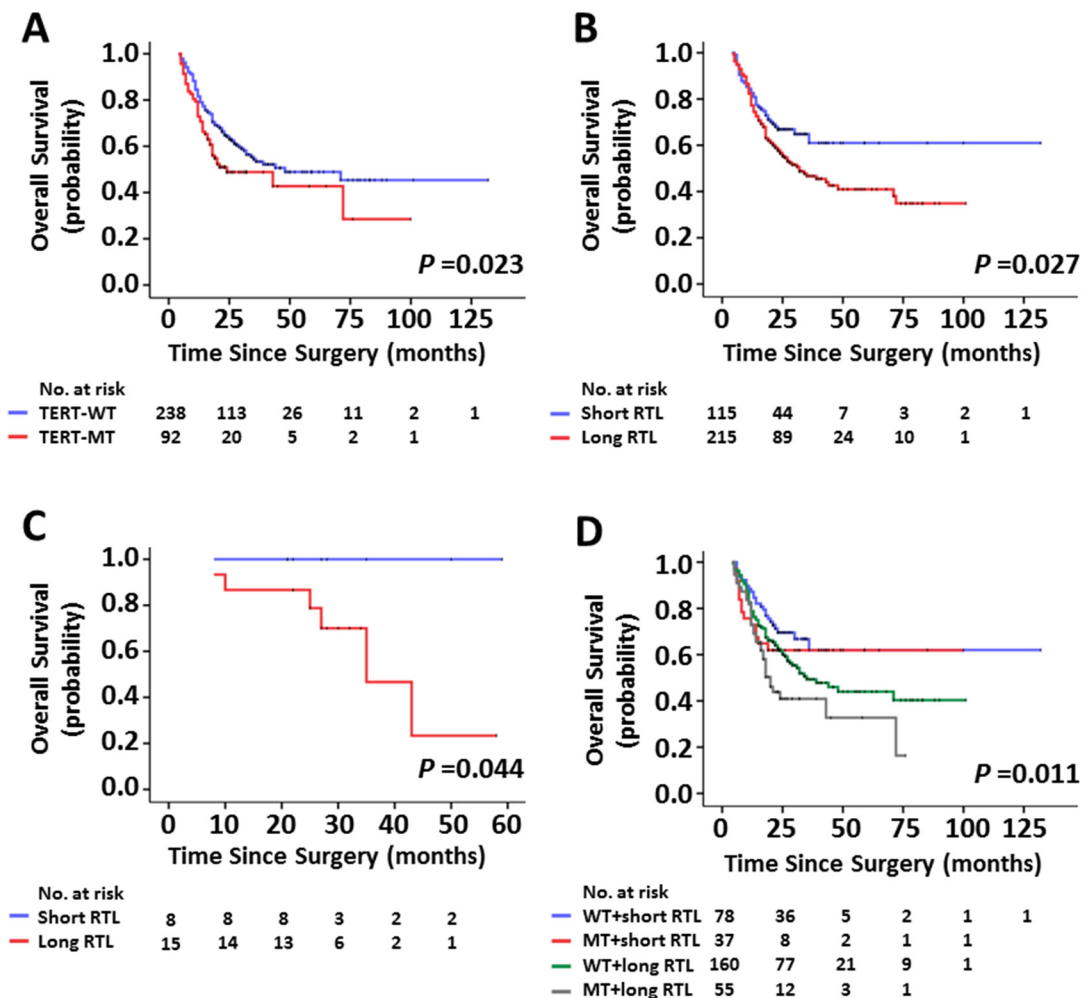 A
Overall Survival
(probability)
1.0
0.8
0.6
0.4
0.2
0.0
P =0.023
0 25 50 75 100 125
Time Since Surgery (months)
No. at risk
TERT-WT 238 113 26 11 2 1
TERT-MT 92 20 5 2 1
B
Overall Survival
(probability)
1.0
0.8
0.6
0.4
0.2
0.0
P =0.027
0 25 50 75 100 125
Time Since Surgery (months)
No. at risk
Short RTL 115 44 7 3 2 1
Long RTL 215 89 24 10 1
C
Overall Survival
(probability)
1.0
0.8
0.6
0.4
0.2
0.0
P =0.044
0 10 20 30 40 50 60
Time Since Surgery (months)
No. at risk
Short RTL 8 8 8 3 2 2
Long RTL 15 14 13 6 2 1
D
Overall Survival
(probability)
1.0
0.8
0.6
0.4
0.2
0.0
P =0.011
0 25 50 75 100 125
Time Since Surgery (months)
No. at risk
WT+short RTL 78 36 5 2 1 1
MT+short RTL 37 8 2 1 1
WT+long RTL 160 77 21 9 1
MT+long RTL 55 12 3 1